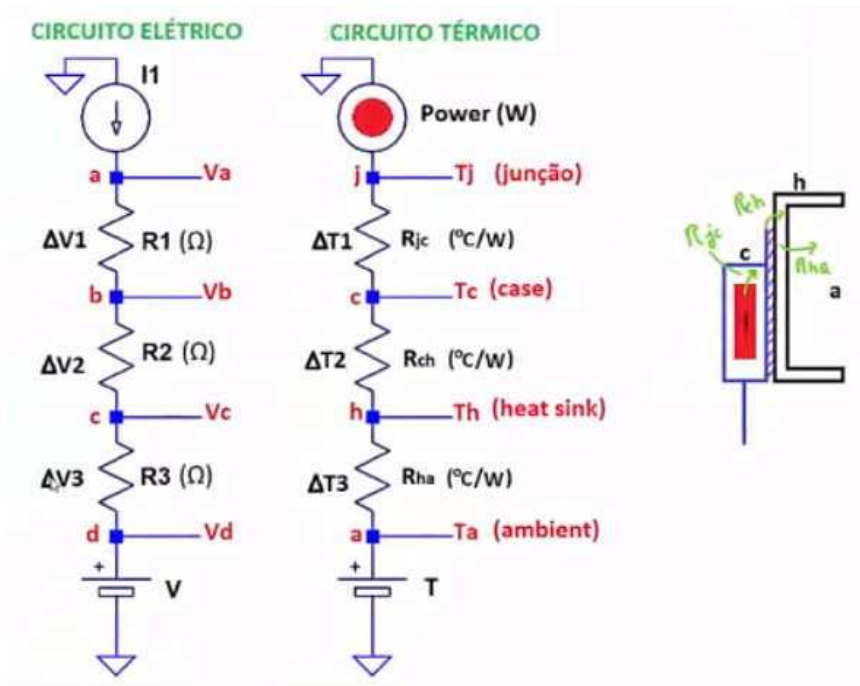 CIRCUITO ELÉTRICO
CIRCUITO TÉRMICO
I1
Power (W)
a
Va
j
Tj (junção)
ΔV1
R1 (Ω)
ΔT1
Rjc (ºC/W)
b
Vb
c
Tc (case)
ΔV2
R2 (Ω)
ΔT2
Rch (ºC/W)
c
Vc
h
Th (heat sink)
ΔV3
R3 (Ω)
ΔT3
Rha (ºC/W)
d
Vd
a
Ta (ambient)
+
V
+
T
h
Rch
Rjc
c
Rha
a